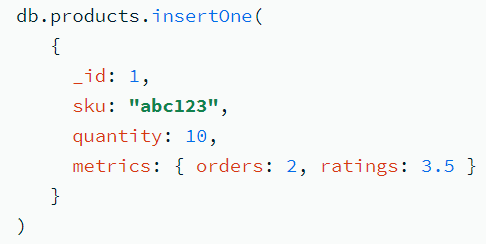 db.products.insertOne(
{
_id: 1,
sku: "abc123",
quantity: 10,
metrics: { orders: 2, ratings: 3.5 }
}
)